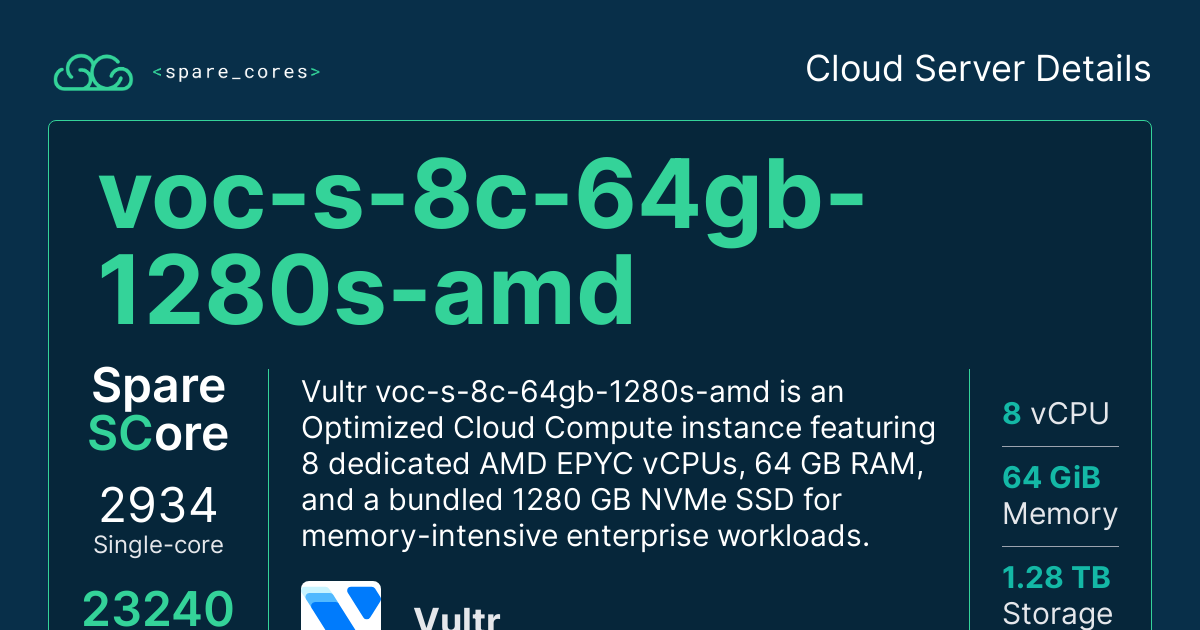 <spare_cores>
Cloud Server Details
voc-s-8c-64gb-
1280s-amd
Spare
SCore
2934
Single-core
23240
Vultr voc-s-8c-64gb-1280s-amd is an
Optimized Cloud Compute instance featuring
8 dedicated AMD EPYC vCPUs, 64 GB RAM,
and a bundled 1280 GB NVMe SSD for
memory-intensive enterprise workloads.
Vultr
8 vCPU
64 GiB
Memory
1.28 TB
Storage